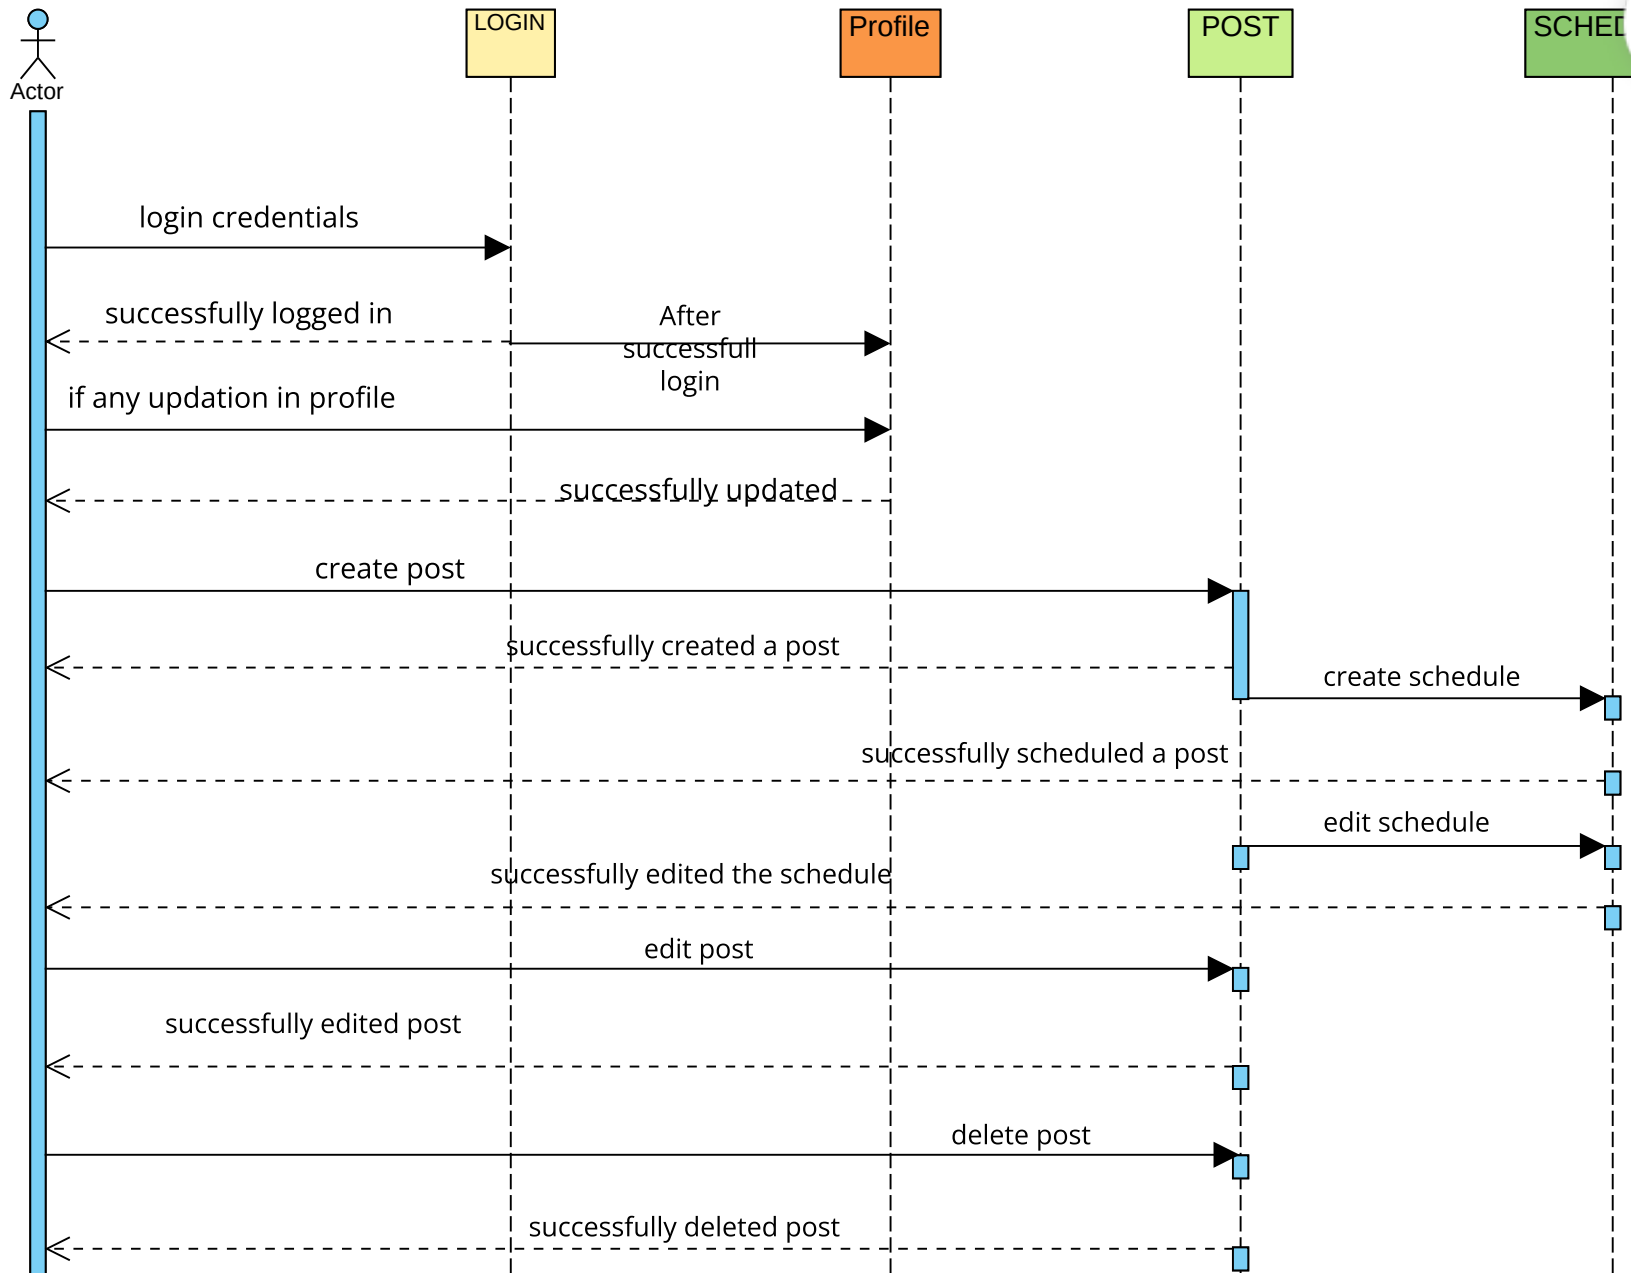 LOGIN
Profile
POST
SCHED
Actor
login credentials
successfully logged in
After
successfull
login
if any updation in profile
successfully updated
create post
successfully created a post
create schedule
successfully scheduled a post
edit schedule
successfully edited the schedule
edit post
successfully edited post
delete post
successfully deleted post